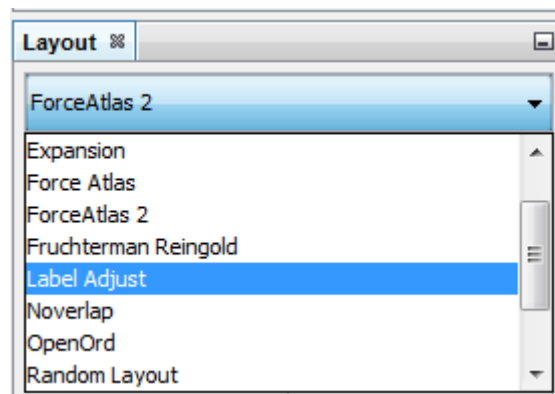 Layout
ForceAtlas 2
Expansion
Force Atlas
ForceAtlas 2
Fruchterman Reingold
Label Adjust
Noverlap
OpenOrd
Random Layout